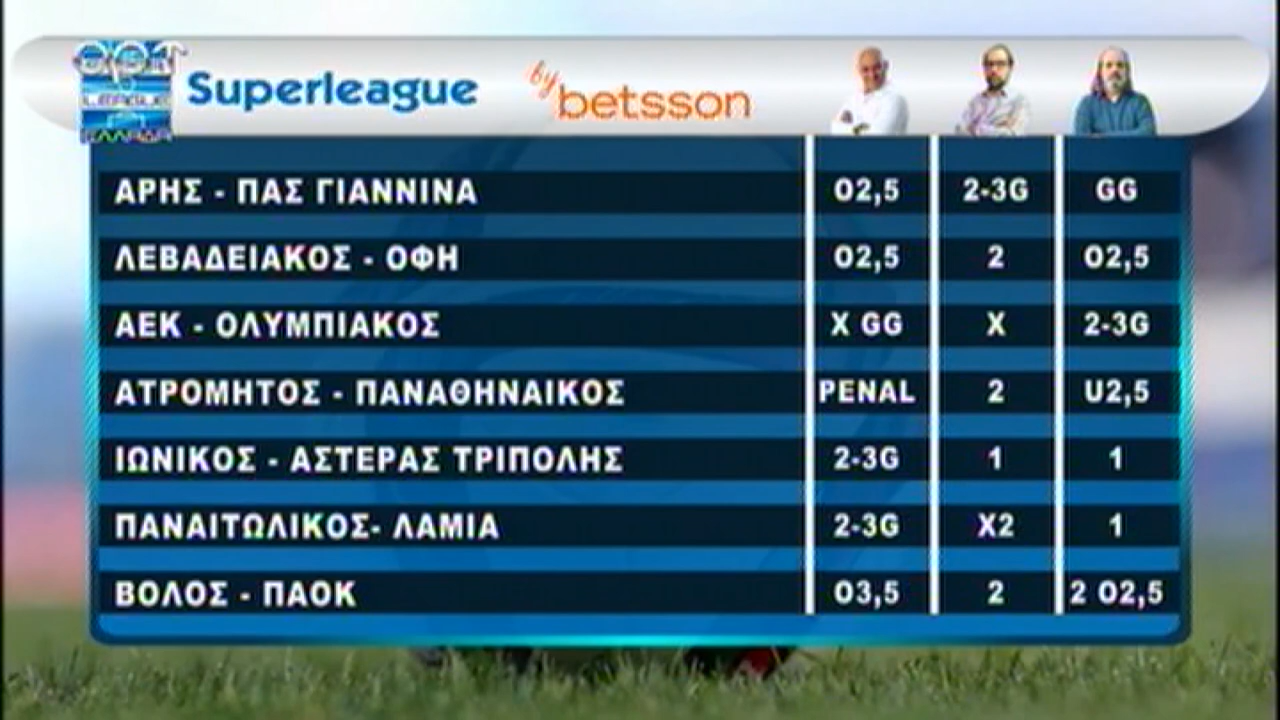 Superleague by betsson
ΑΡΗΣ - ΠΑΣ ΓΙΑΝΝΙΝΑ O2,5 2-3G GG
ΛΕΒΑΔΕΙΑΚΟΣ - ΟΦΗ O2,5 2 O2,5
ΑΕΚ - ΟΛΥΜΠΙΑΚΟΣ X GG X 2-3G
ΑΤΡΟΜΗΤΟΣ - ΠΑΝΑΘΗΝΑΙΚΟΣ PENAL 2 U2,5
ΙΩΝΙΚΟΣ - ΑΣΤΕΡΑΣ ΤΡΙΠΟΛΗΣ 2-3G 1 1
ΠΑΝΑΙΤΩΛΙΚΟΣ- ΛΑΜΙΑ 2-3G X2 1
ΒΟΛΟΣ - ΠΑΟΚ O3,5 2 2 O2,5